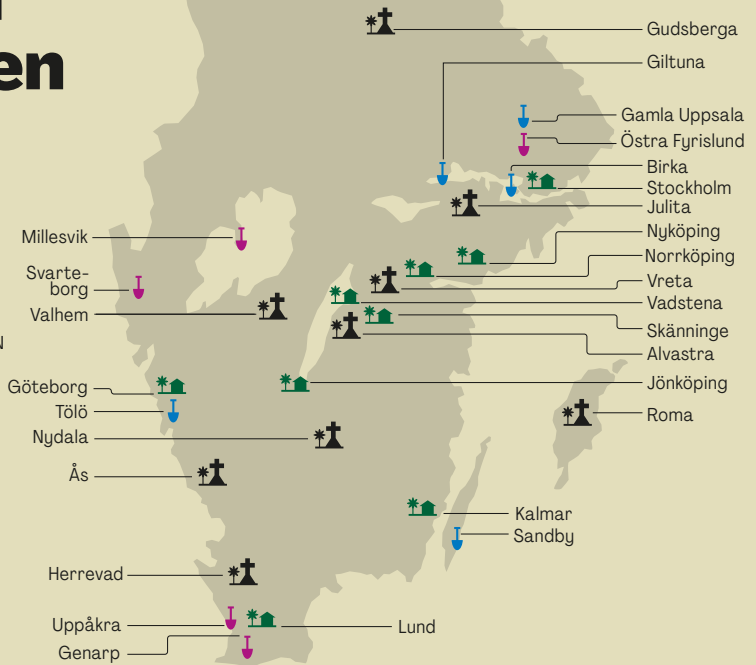 en
Gudsberga
Giltuna
Gamla Uppsala
Östra Fyrislund
Birka
Stockholm
Julita
Nyköping
Norrköping
Vreta
Vadstena
Skänninge
Alvastra
Jönköping
Roma
Millesvik
Svarte-
borg
Valhem
N
Göteborg
Tölö
Nydala
Ås
Kalmar
Sandby
Herrevad
Uppåkra
Lund
Genarp